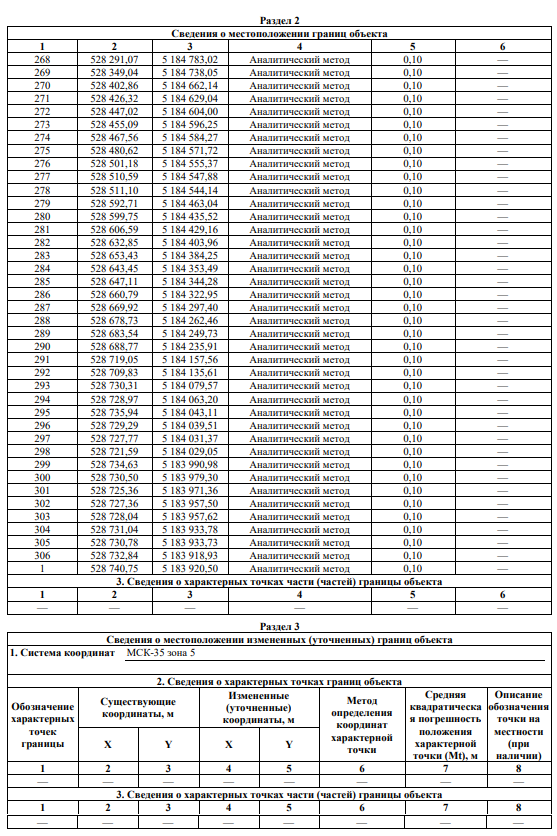 Раздел 2
Сведения о местоположении границ объекта
1 2 3 4 5 6
268 528 291,07 5 184 783,02 Аналитический метод 0,10 —
269 528 349,04 5 184 738,05 Аналитический метод 0,10 —
270 528 402,86 5 184 662,14 Аналитический метод 0,10 —
271 528 426,32 5 184 629,04 Аналитический метод 0,10 —
272 528 447,02 5 184 604,00 Аналитический метод 0,10 —
273 528 455,09 5 184 596,25 Аналитический метод 0,10 —
274 528 467,56 5 184 584,27 Аналитический метод 0,10 —
275 528 480,62 5 184 571,72 Аналитический метод 0,10 —
276 528 501,18 5 184 555,37 Аналитический метод 0,10 —
277 528 510,59 5 184 547,88 Аналитический метод 0,10 —
278 528 511,10 5 184 544,14 Аналитический метод 0,10 —
279 528 592,71 5 184 463,04 Аналитический метод 0,10 —
280 528 599,75 5 184 435,52 Аналитический метод 0,10 —
281 528 606,59 5 184 429,16 Аналитический метод 0,10 —
282 528 632,85 5 184 403,96 Аналитический метод 0,10 —
283 528 653,43 5 184 384,25 Аналитический метод 0,10 —
284 528 643,45 5 184 353,49 Аналитический метод 0,10 —
285 528 647,11 5 184 344,28 Аналитический метод 0,10 —
286 528 660,79 5 184 322,95 Аналитический метод 0,10 —
287 528 669,92 5 184 297,40 Аналитический метод 0,10 —
288 528 678,73 5 184 262,46 Аналитический метод 0,10 —
289 528 683,54 5 184 249,73 Аналитический метод 0,10 —
290 528 688,77 5 184 235,91 Аналитический метод 0,10 —
291 528 719,05 5 184 157,56 Аналитический метод 0,10 —
292 528 709,83 5 184 135,61 Аналитический метод 0,10 —
293 528 730,31 5 184 079,57 Аналитический метод 0,10 —
294 528 728,97 5 184 063,20 Аналитический метод 0,10 —
295 528 735,94 5 184 043,11 Аналитический метод 0,10 —
296 528 729,29 5 184 039,51 Аналитический метод 0,10 —
297 528 727,77 5 184 031,37 Аналитический метод 0,10 —
298 528 721,59 5 184 029,05 Аналитический метод 0,10 —
299 528 734,63 5 183 990,98 Аналитический метод 0,10 —
300 528 730,50 5 183 979,30 Аналитический метод 0,10 —
301 528 725,36 5 183 971,36 Аналитический метод 0,10 —
302 528 727,36 5 183 957,50 Аналитический метод 0,10 —
303 528 728,04 5 183 957,62 Аналитический метод 0,10 —
304 528 731,04 5 183 933,78 Аналитический метод 0,10 —
305 528 730,78 5 183 933,73 Аналитический метод 0,10 —
306 528 732,84 5 183 918,93 Аналитический метод 0,10 —
1 528 740,75 5 183 920,50 Аналитический метод 0,10 —
3. Сведения о характерных точках части (частей) границы объекта
1 2 3 4 5 6
— — — — — —
Раздел 3
Сведения о местоположении измененных (уточненных) границ объекта
1. Система координат МСК-35 зона 5
2. Сведения о характерных точках границ объекта
Обозначение характерных точек границы
Существующие координаты, м
Измененные (уточненные) координаты, м
Метод определения координат характерной точки
Средняя квадратическа я погрешность положения характерной точки (Mt), м
Описание обозначения точки на местности (при наличии)
X Y X Y
1 2 3 4 5 6 7 8
— — — — — — — —
3. Сведения о характерных точках части (частей) границы объекта
1 2 3 4 5 6 7 8
— — — — — — — —